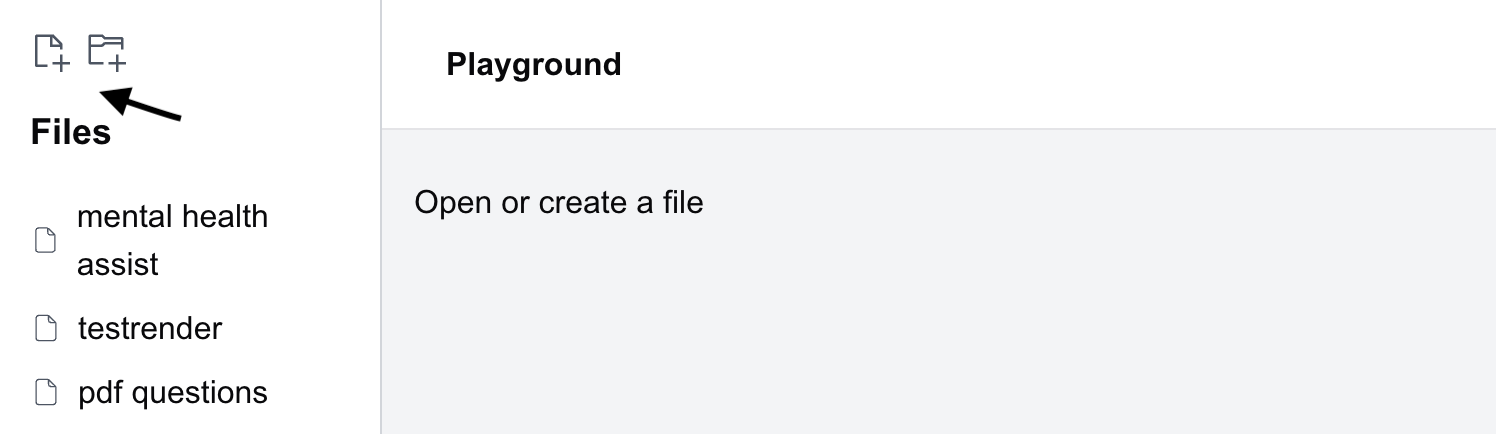 Playground
Files
Open or create a file
mental health
assist
testrender
pdf questions